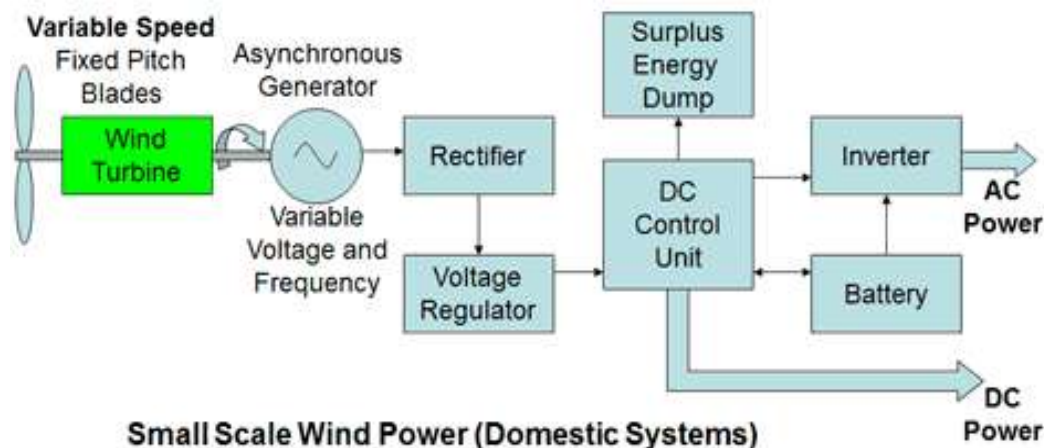 Variable Speed
Fixed Pitch
Blades
Wind
Turbine
Asynchronous
Generator
Variable
Voltage and
Frequency
Rectifier
Voltage
Regulator
Surplus
Energy
Dump
DC
Control
Unit
Inverter
Battery
AC
Power
DC
Power
Small Scale Wind Power (Domestic Systems)